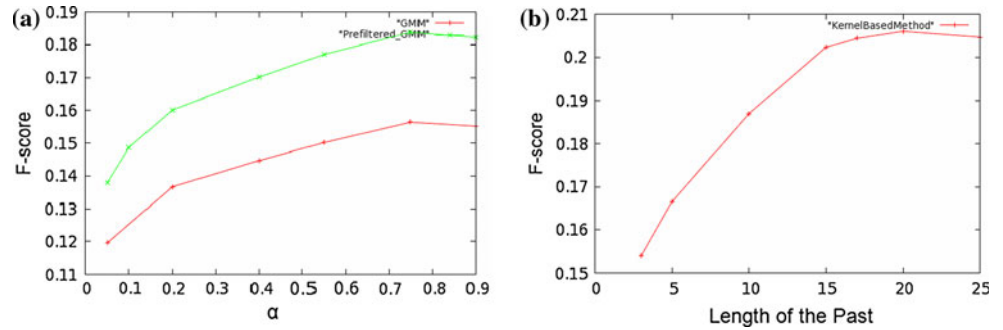 (a)
"GMIM"
"Prefiltered_GMIM"
0.19
0.18
0.17
0.16
0.15
0.14
0.13
0.12
0.11
F-score
0 0.1 0.2 0.3 0.4 0.5 0.6 0.7 0.8 0.9
α
(b)
"KernelBasedMethod"
0.21
0.2
0.19
0.18
0.17
0.16
0.15
F-score
0 5 10 15 20 25
Length of the Past